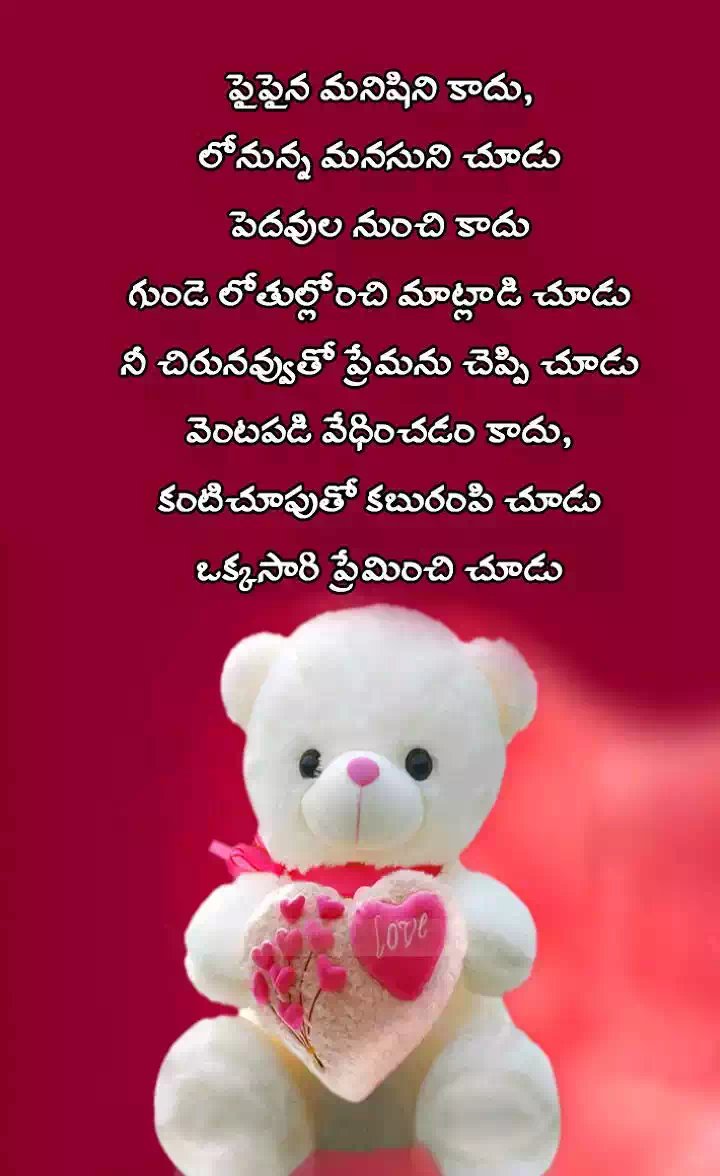 పైపైన మనిషిని కాదు,
లోనున్న మనసుని చూడు
పెదవుల నుంచి కాదు
గుండె లోతుల్లోంచి మాట్లాడి చూడు
నీ చిరునవ్వుతో ప్రేమను చెప్పి చూడు
వెంటపడి వేధించడం కాదు,
కంటిచూపుతో కబురంపి చూడు
ఒక్కసారి ప్రేమించి చూడు
love